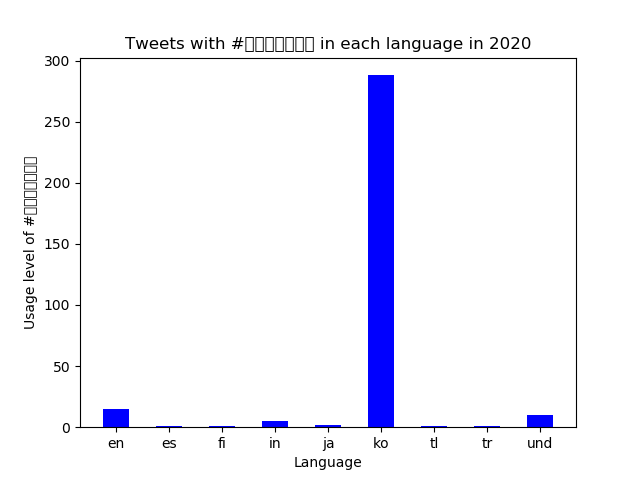 Tweets with #▯▯▯▯▯▯▯ in each language in 2020
Usage level of #▯▯▯▯▯▯▯
300
250
200
150
100
50
0
en es fi in ja ko tl tr und
Language